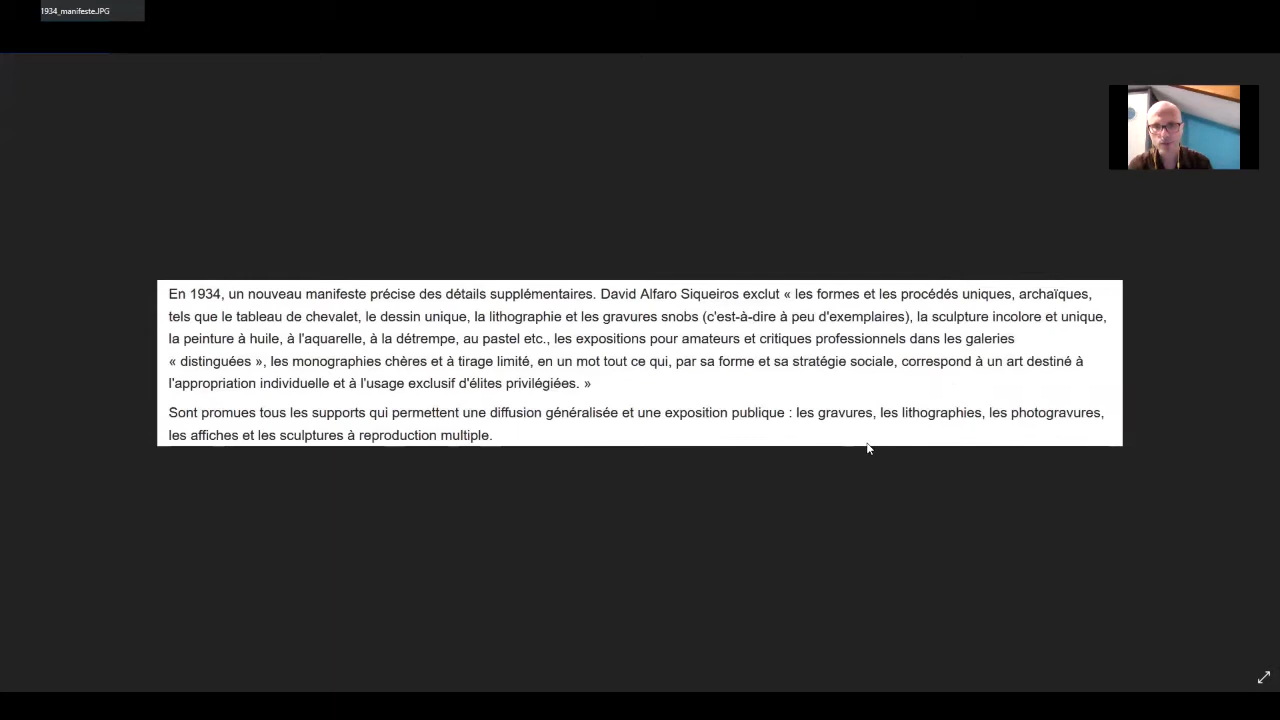 1934_manifeste.JPG
En 1934, un nouveau manifeste précise des détails supplémentaires. David Alfaro Siqueiros exclut « les formes et les procédés uniques, archaïques,
tels que le tableau de chevalet, le dessin unique, la lithographie et les gravures snobs (c'est-à-dire à peu d'exemplaires), la sculpture incolore et unique,
la peinture à huile, à l'aquarelle, à la détrempe, au pastel etc., les expositions pour amateurs et critiques professionnels dans les galeries
« distinguées », les monographies chères et à tirage limité, en un mot tout ce qui, par sa forme et sa stratégie sociale, correspond à un art destiné à
l'appropriation individuelle et à l'usage exclusif d'élites privilégiées. »
Sont promues tous les supports qui permettent une diffusion généralisée et une exposition publique : les gravures, les lithographies, les photogravures,
les affiches et les sculptures à reproduction multiple.